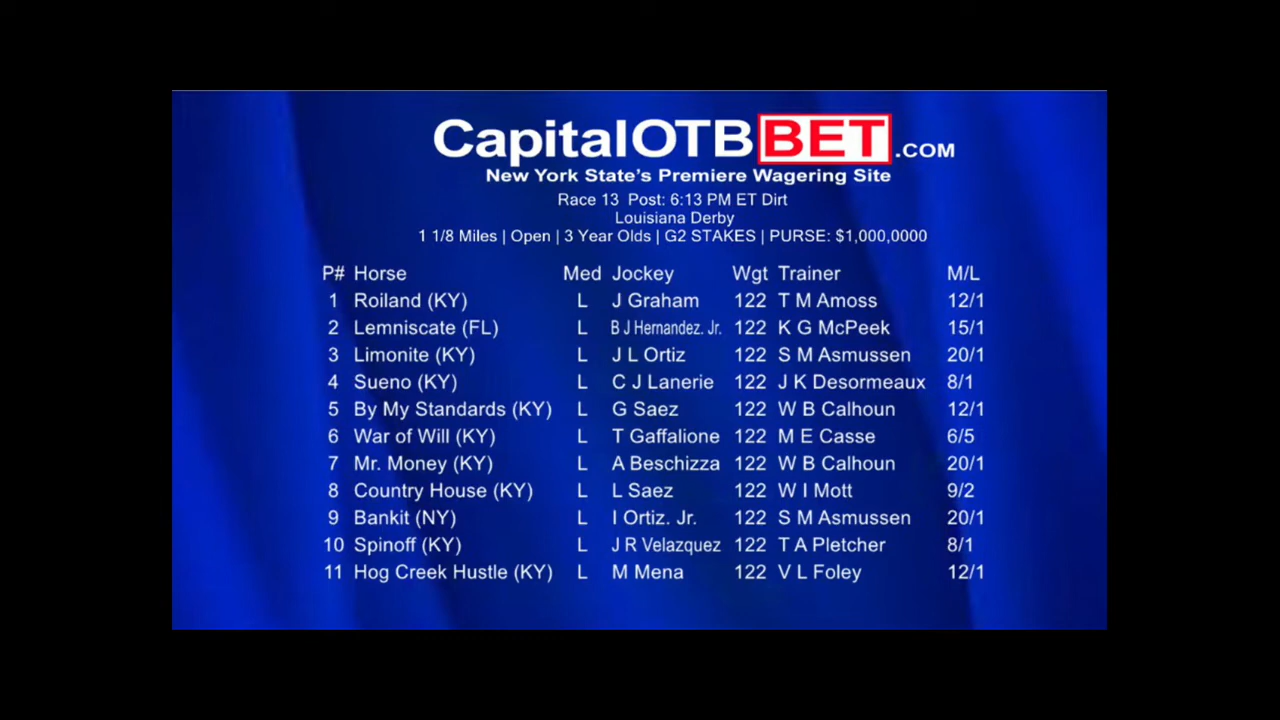 CapitalOTB BET .COM
New York State's Premiere Wagering Site
Race 13 Post: 6:13 PM ET Dirt
Louisiana Derby
1 1/8 Miles | Open | 3 Year Olds | G2 STAKES | PURSE: $1,000,0000
P# Horse Med Jockey Wgt Trainer M/L
1 Roiland (KY) L J Graham 122 T M Amoss 12/1
2 Lemniscate (FL) L B J Hernandez. Jr. 122 K G McPeek 15/1
3 Limonite (KY) L J L Ortiz 122 S M Asmussen 20/1
4 Sueno (KY) L C J Lanerie 122 J K Desormeaux 8/1
5 By My Standards (KY) L G Saez 122 W B Calhoun 12/1
6 War of Will (KY) L T Gaffalione 122 M E Casse 6/5
7 Mr. Money (KY) L A Beschizza 122 W B Calhoun 20/1
8 Country House (KY) L L Saez 122 W I Mott 9/2
9 Bankit (NY) L I Ortiz. Jr. 122 S M Asmussen 20/1
10 Spinoff (KY) L J R Velazquez 122 T A Pletcher 8/1
11 Hog Creek Hustle (KY) L M Mena 122 V L Foley 12/1